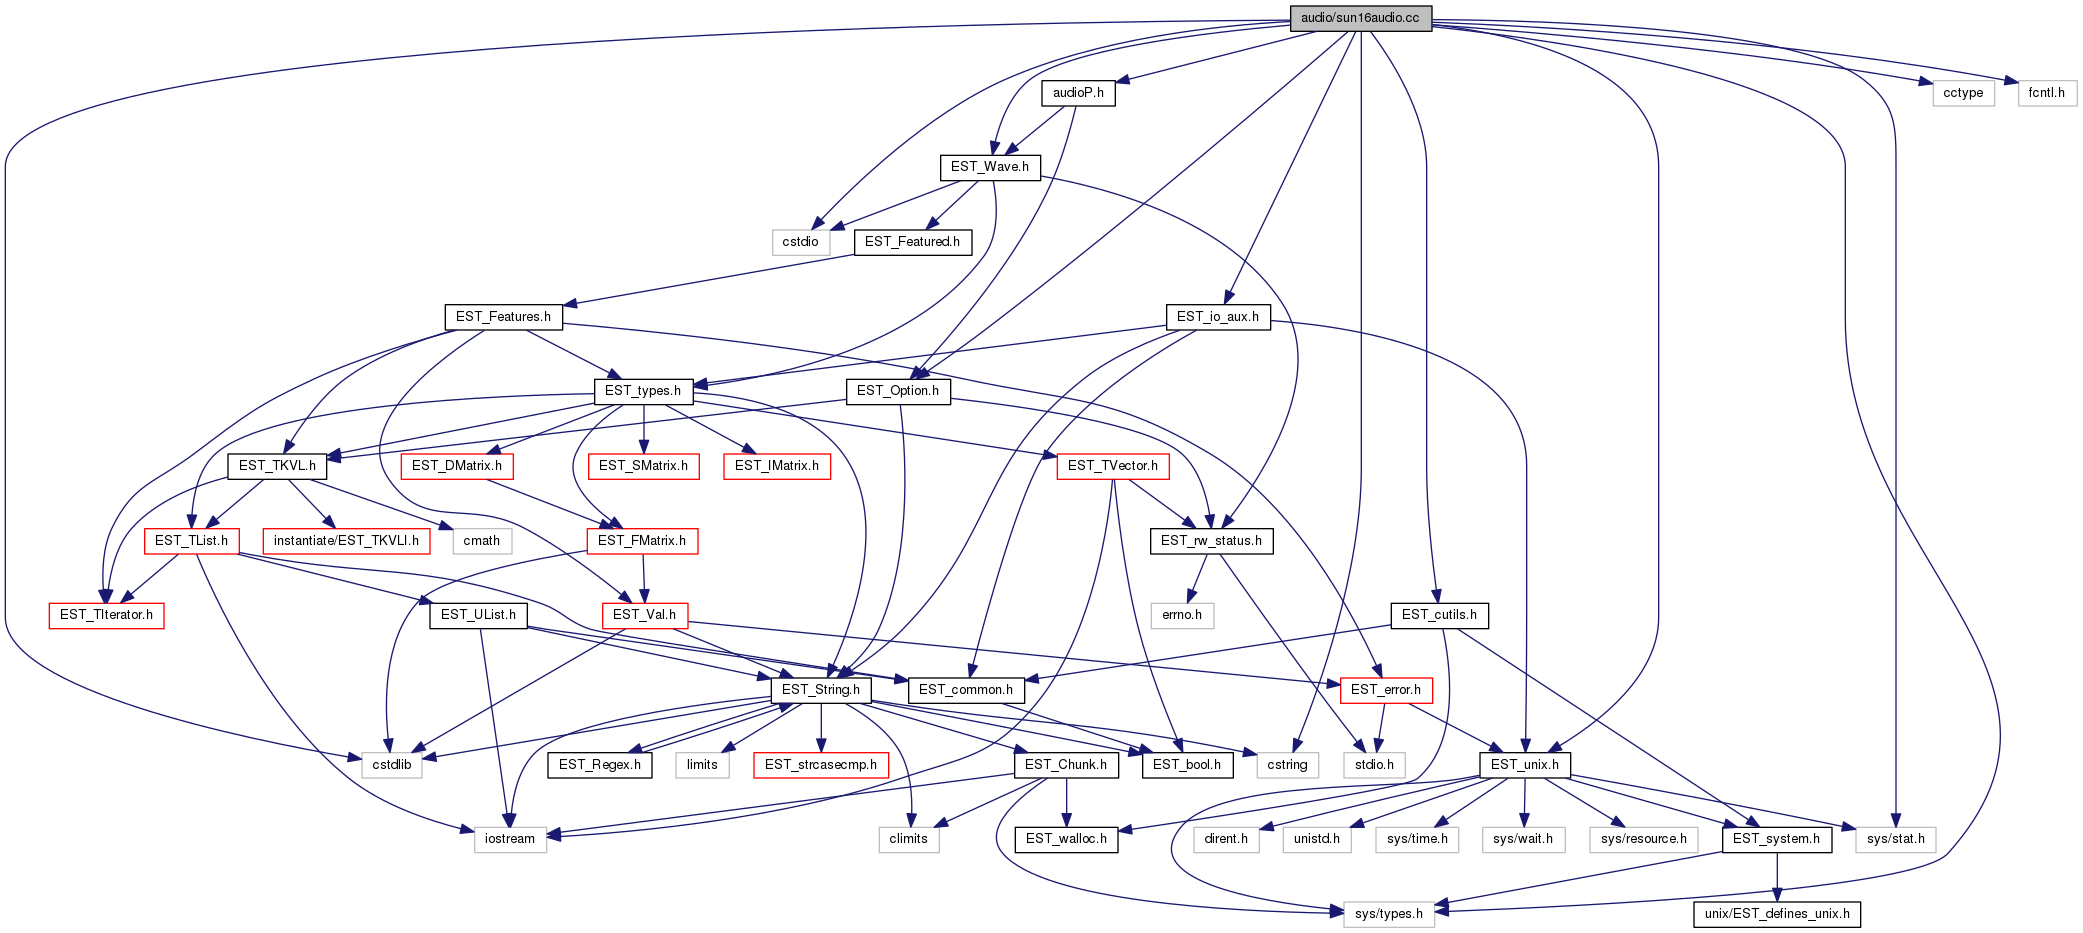 audio/sun16audio.cc
audioP.h
cctype
fcntl.h
EST_Wave.h
cstdio
EST_Featured.h
EST_Features.h
EST_io_aux.h
EST_types.h
EST_Option.h
EST_TKVL.h
EST_DMatrix.h
EST_SMatrix.h
EST_IMatrix.h
EST_TVector.h
EST_TList.h
instantiate/EST_TKVLI.h
cmath
EST_FMatrix.h
EST_rw_status.h
EST_TIterator.h
EST_UList.h
EST_Val.h
errno.h
EST_cutils.h
EST_String.h
EST_common.h
EST_error.h
cstdlib
EST_Regex.h
limits
EST_strcasecmp.h
EST_Chunk.h
EST_bool.h
cstring
stdio.h
EST_unix.h
iostream
climits
EST_walloc.h
dirent.h
unistd.h
sys/time.h
sys/wait.h
sys/resource.h
EST_system.h
sys/stat.h
sys/types.h
unix/EST_defines_unix.h